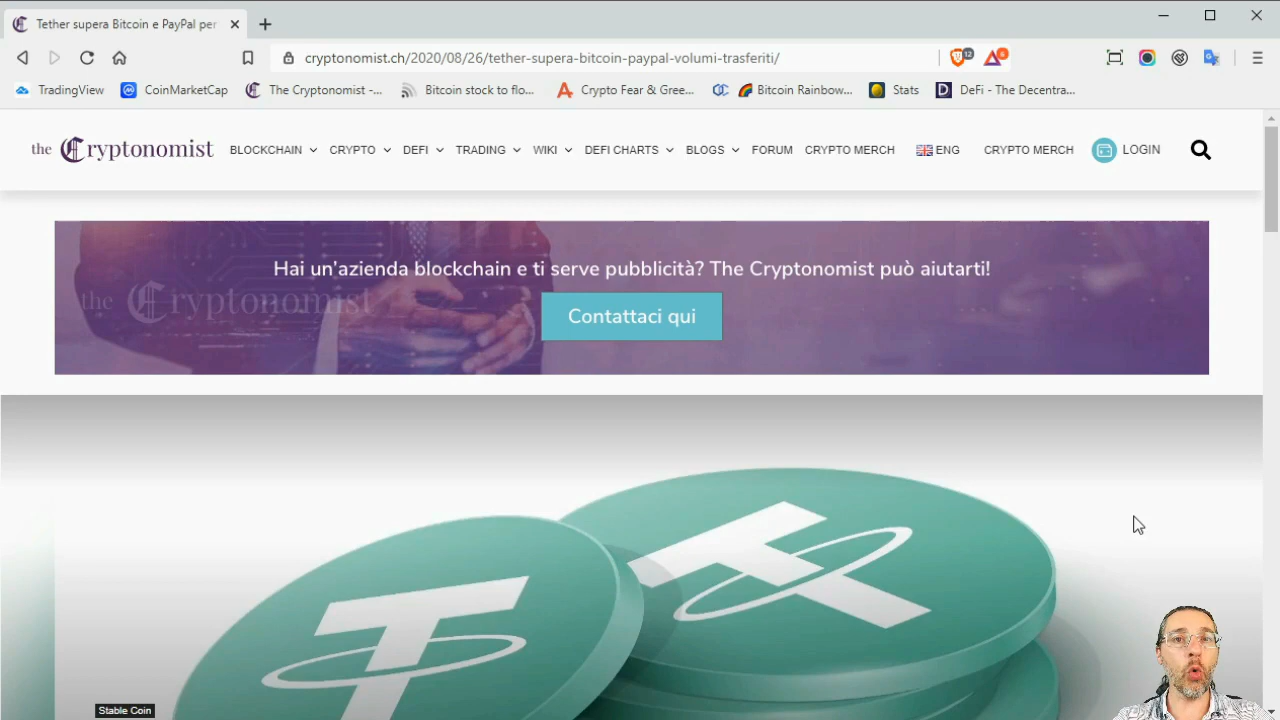 Tether supera Bitcoin e PayPal per
cryptonomist.ch/2020/08/26/tether-supera-bitcoin-paypal-volumi-trasferiti/
12
6
TradingView
CoinMarketCap
The Cryptonomist -...
Bitcoin stock to flo...
Crypto Fear & Gree...
Bitcoin Rainbow...
Stats
DeFi - The Decentra...
the Cryptonomist
BLOCKCHAIN
CRYPTO
DEFI
TRADING
WIKI
DEFI CHARTS
BLOGS
FORUM
CRYPTO MERCH
ENG
CRYPTO MERCH
LOGIN
Hai un'azienda blockchain e ti serve pubblicità? The Cryptonomist può aiutarti!
the Cryptonomist
Contattaci qui
Stable Coin